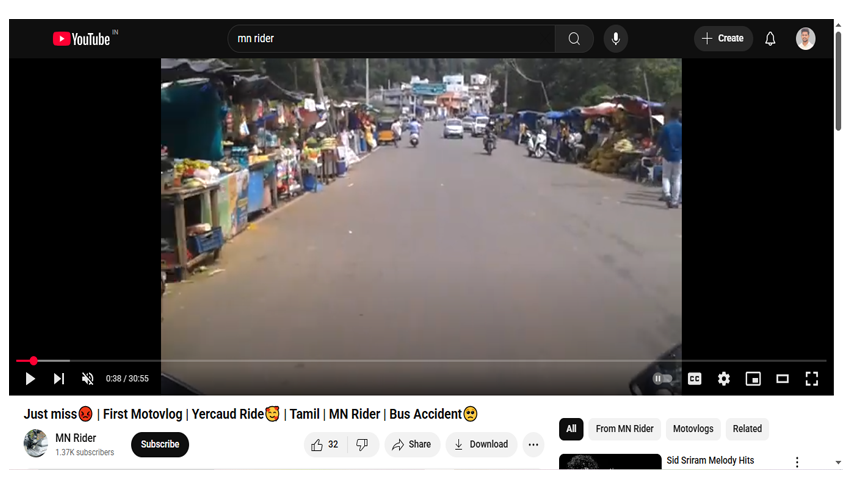 YouTube IN
mn rider
Create
0:38 / 30:55
CC
Just miss😡 | First Motovlog | Yercaud Ride🥰 | Tamil | MN Rider | Bus Accident🥺
MN Rider
1.37K subscribers
Subscribe
32
Share
Download
All
From MN Rider
Motovlogs
Related
Sid Sriram Melody Hits